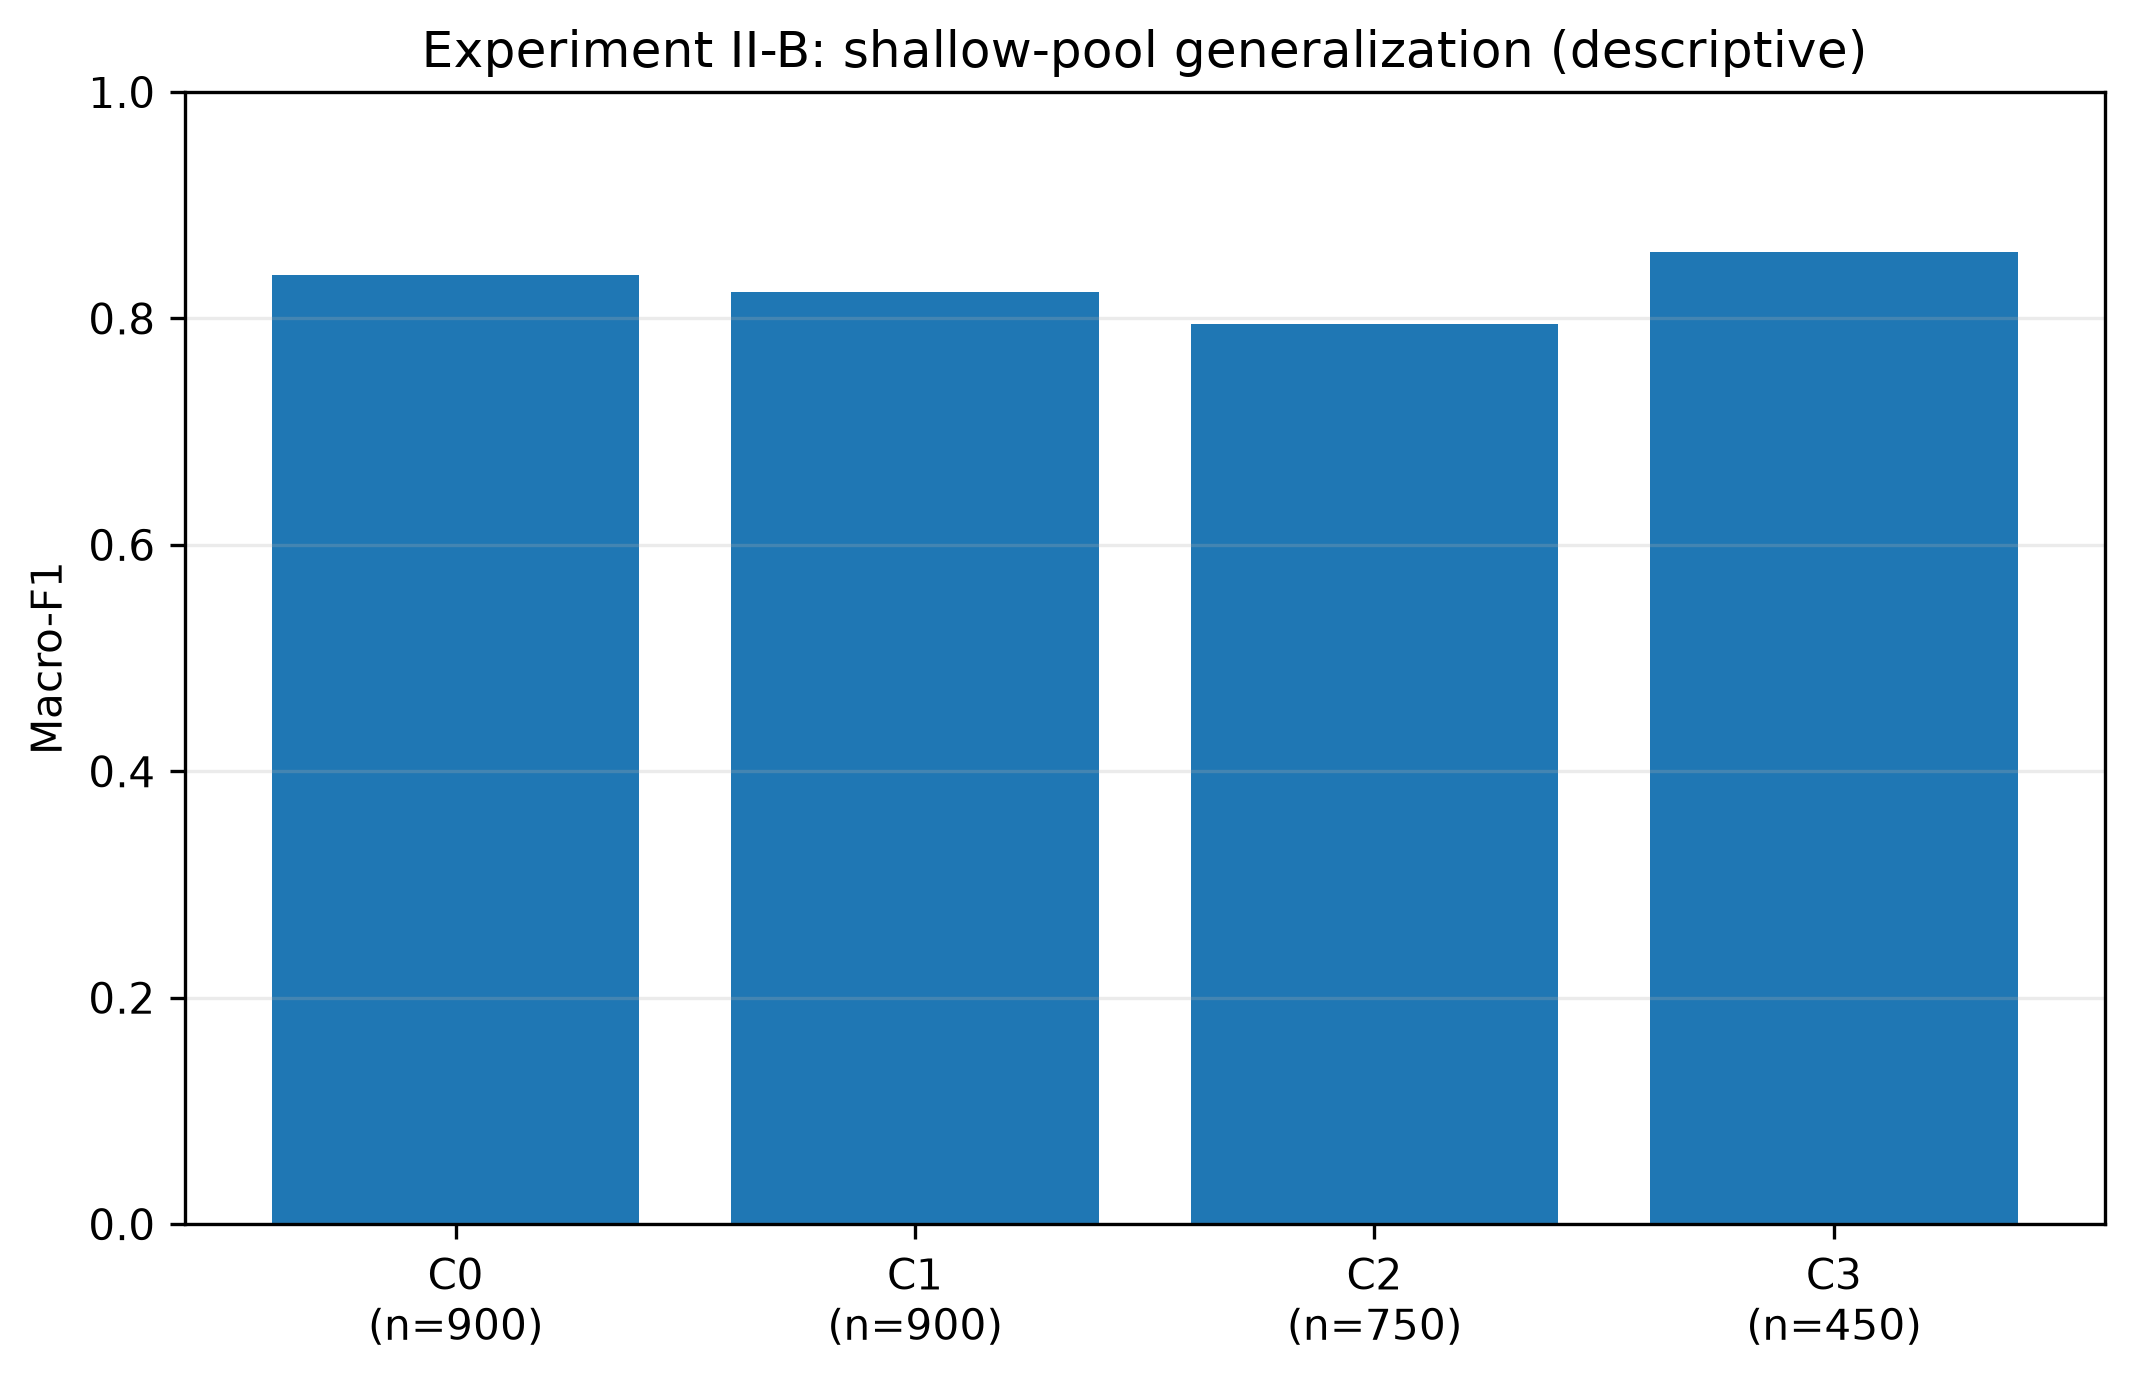 Experiment II-B: shallow-pool generalization (descriptive)
1.0
0.8
0.6
0.4
0.2
0.0
Macro-F1
C0
(n=900)
C1
(n=900)
C2
(n=750)
C3
(n=450)